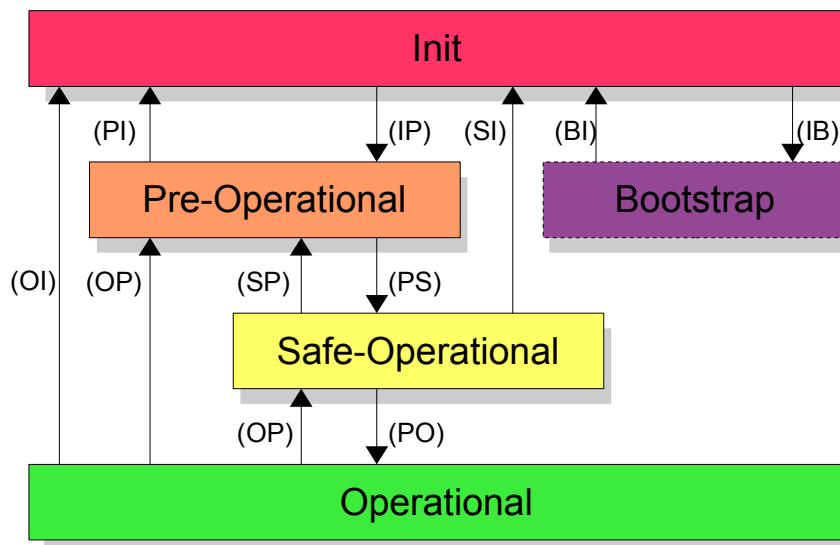 Init
(PI)
(IP)
(SI)
(BI)
(IB)
Pre-Operational
Bootstrap
(OI)
(OP)
(SP)
(PS)
Safe-Operational
(OP)
(PO)
Operational